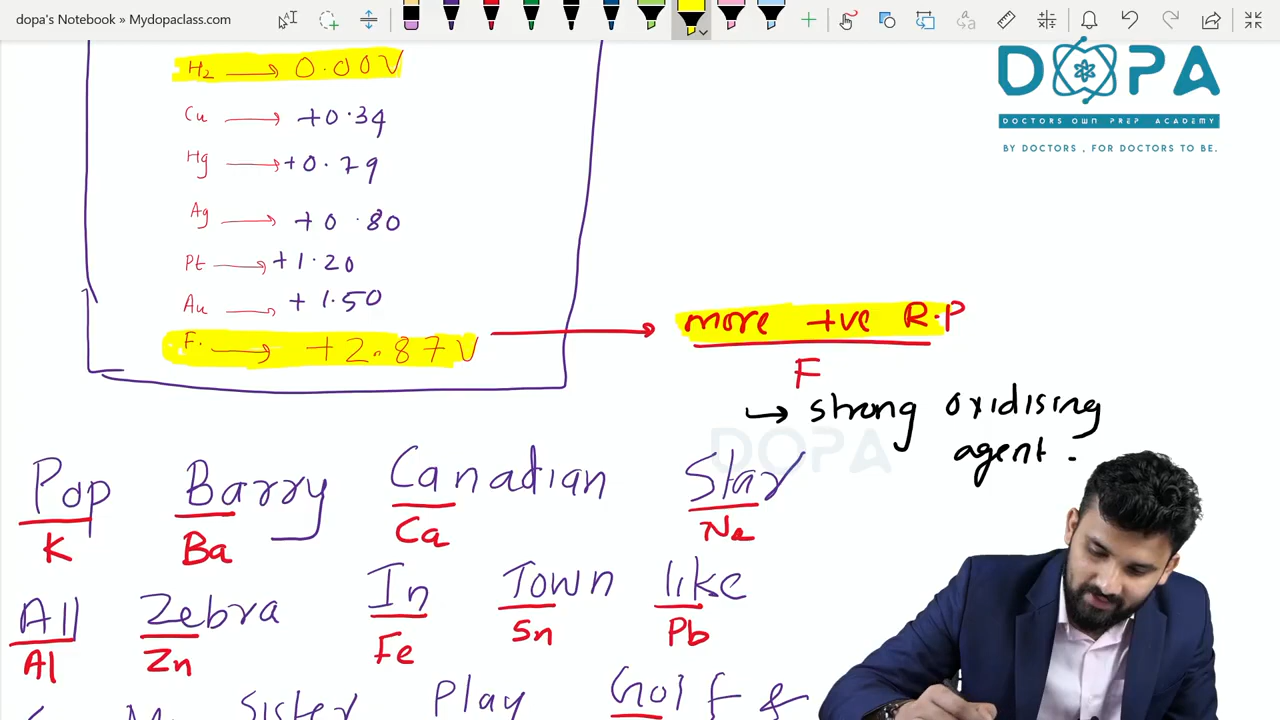 dopa's Notebook » Mydopaclass.com
H₂ → 0.00V
Cu → +0.34
Hg → +0.79
Ag → +0.80
Pt → +1.20
Au → +1.50
F. → +2.87V
DOPA
DOCTORS OWN PREP ACADEMY
BY DOCTORS , FOR DOCTORS TO BE.
more +ve R.P
F
↳ strong oxidising
agent.
DOPA
Pop Barry Canadian Star
K Ba Ca Na
All Zebra In Town like
Al Zn Fe Sn Pb
Sister Play Golf &